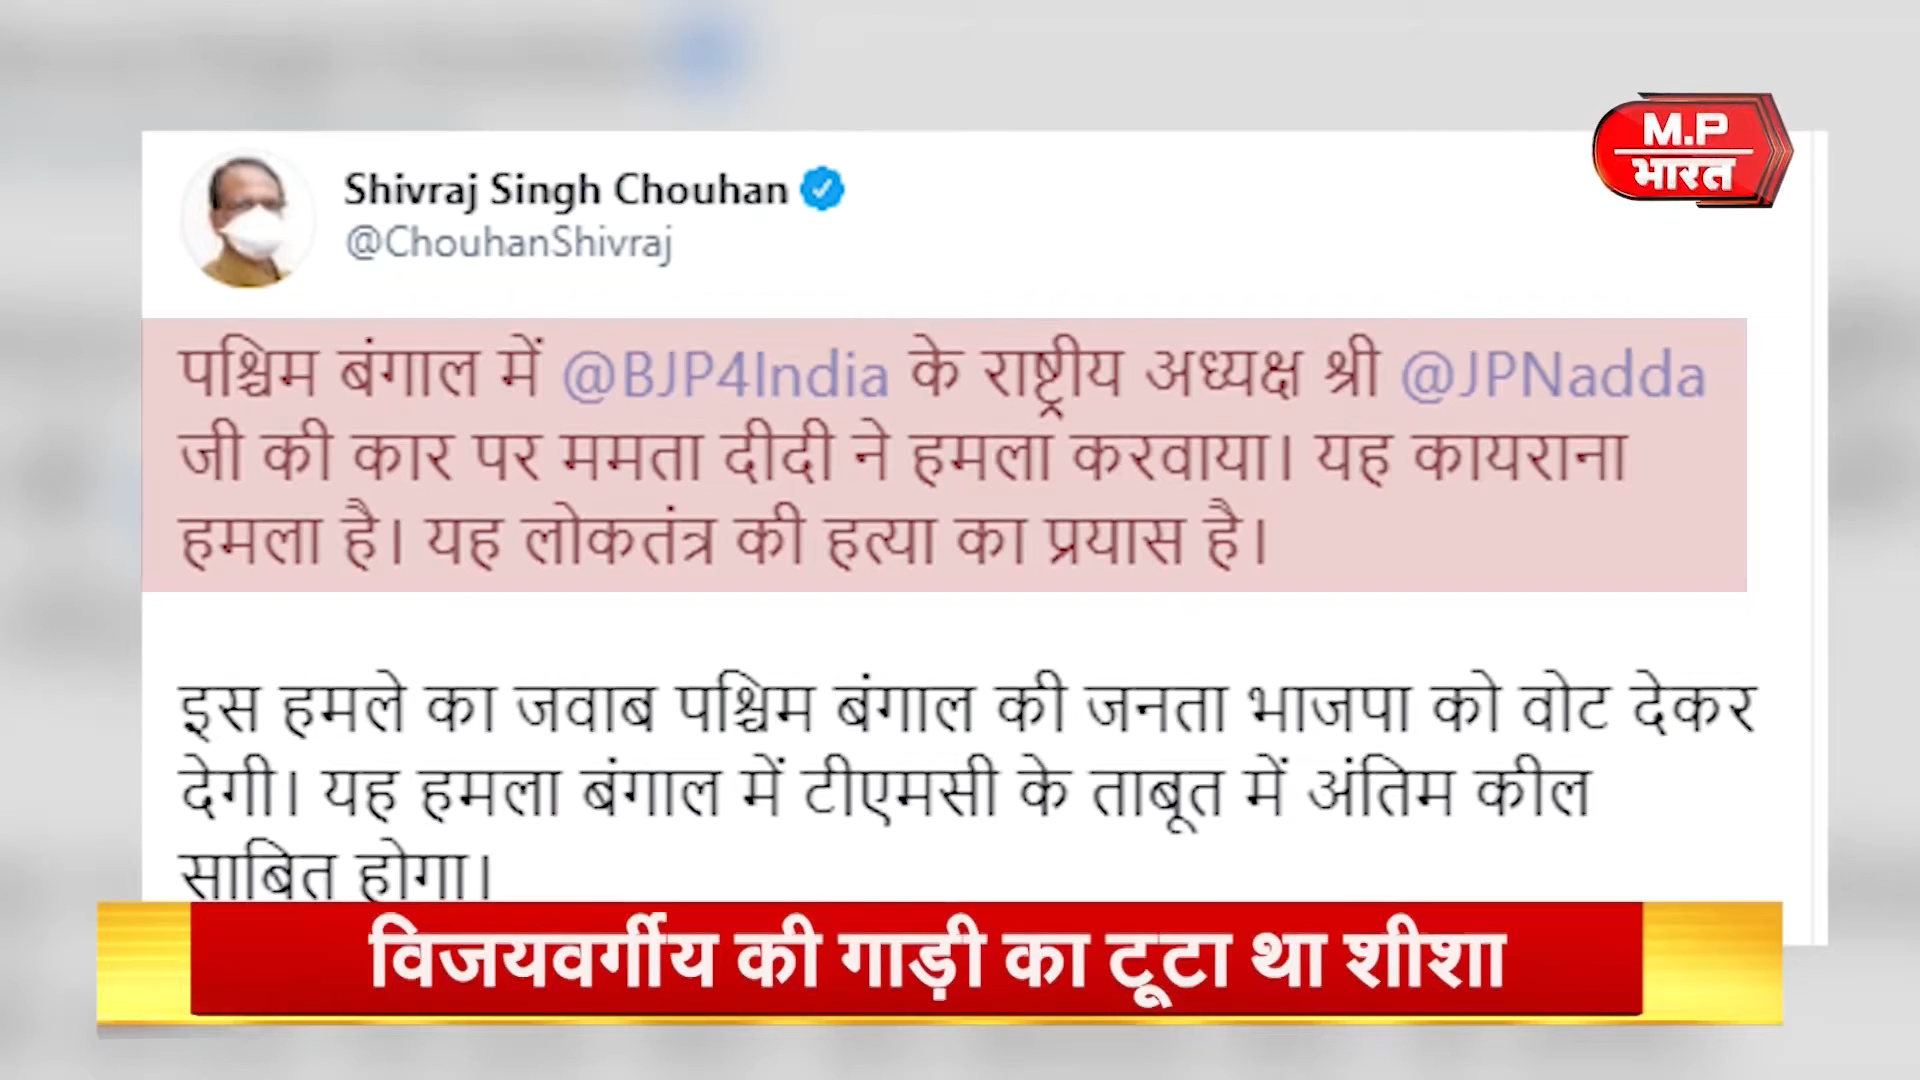 M.P
भारत
Shivraj Singh Chouhan
@ChouhanShivraj
पश्चिम बंगाल में @BJP4India के राष्ट्रीय अध्यक्ष श्री @JPNadda
जी की कार पर ममता दीदी ने हमला करवाया। यह कायराना
हमला है। यह लोकतंत्र की हत्या का प्रयास है।
इस हमले का जवाब पश्चिम बंगाल की जनता भाजपा को वोट देकर
देगी। यह हमला बंगाल में टीएमसी के ताबूत में अंतिम कील
साबित होगा।
विजयवर्गीय की गाड़ी का टूटा था शीशा